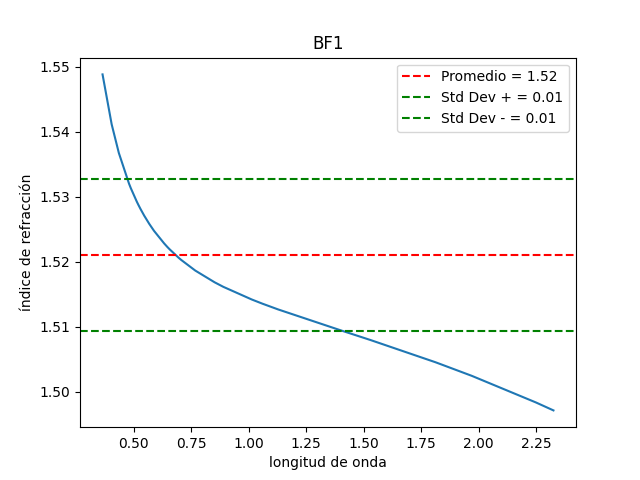 BF1
Promedio = 1.52
Std Dev + = 0.01
Std Dev - = 0.01
índice de refracción
1.55
1.54
1.53
1.52
1.51
1.50
0.50 0.75 1.00 1.25 1.50 1.75 2.00 2.25
longitud de onda